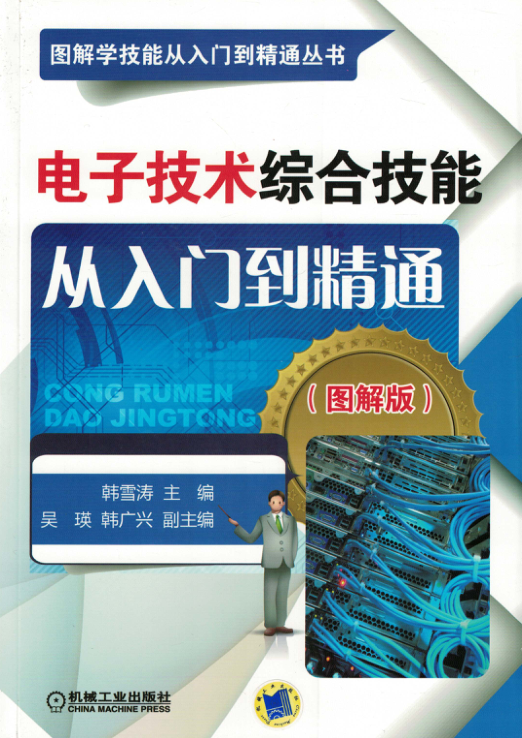 图解学技能从入门到精通丛书
电子技术综合技能
从入门到精通
CONG RUMEN
DAO JINGTONG
（图解版）
韩雪涛 主 编
吴 瑛 韩广兴 副主编
机械工业出版社
CHINA MACHINE PRESS